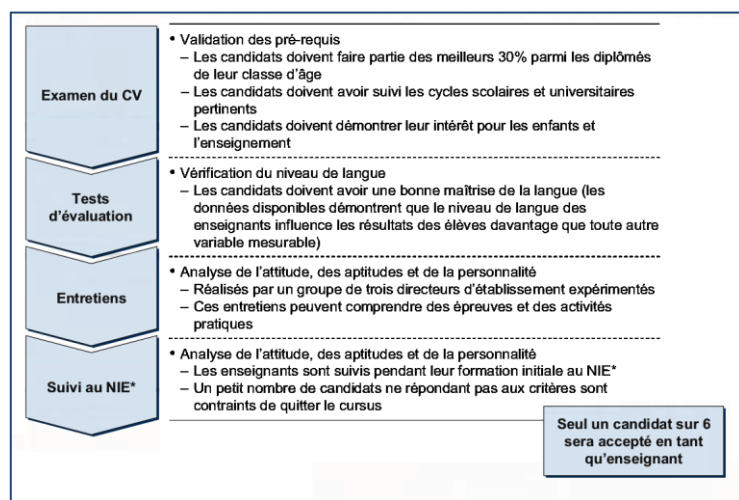 Examen du CV
• Validation des pré-requis
– Les candidats doivent faire partie des meilleurs 30% parmi les diplômés
de leur classe d'âge
– Les candidats doivent avoir suivi les cycles scolaires et universitaires
pertinents
– Les candidats doivent démontrer leur intérêt pour les enfants et
l'enseignement
Tests
d'évaluation
• Vérification du niveau de langue
– Les candidats doivent avoir une bonne maîtrise de la langue (les
données disponibles démontrent que le niveau de langue des
enseignants influence les résultats des élèves davantage que toute autre
variable mesurable)
Entretiens
• Analyse de l'attitude, des aptitudes et de la personnalité
– Réalisés par un groupe de trois directeurs d'établissement expérimentés
– Ces entretiens peuvent comprendre des épreuves et des activités
pratiques
Suivi au NIE*
• Analyse de l'attitude, des aptitudes et de la personnalité
– Les enseignants sont suivis pendant leur formation initiale au NIE*
– Un petit nombre de candidats ne répondant pas aux critères sont
contraints de quitter le cursus
Seul un candidat sur 6
sera accepté en tant
qu'enseignant